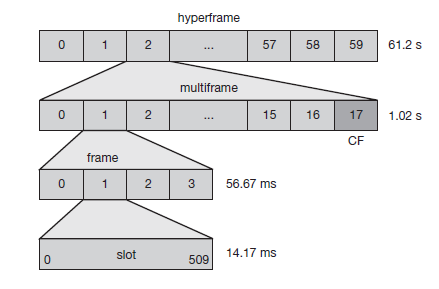 hyperframe
0 1 2 ... 57 58 59 61.2 s
multiframe
0 1 2 ... 15 16 17 1.02 s
CF
frame
0 1 2 3 56.67 ms
0 slot 509 14.17 ms